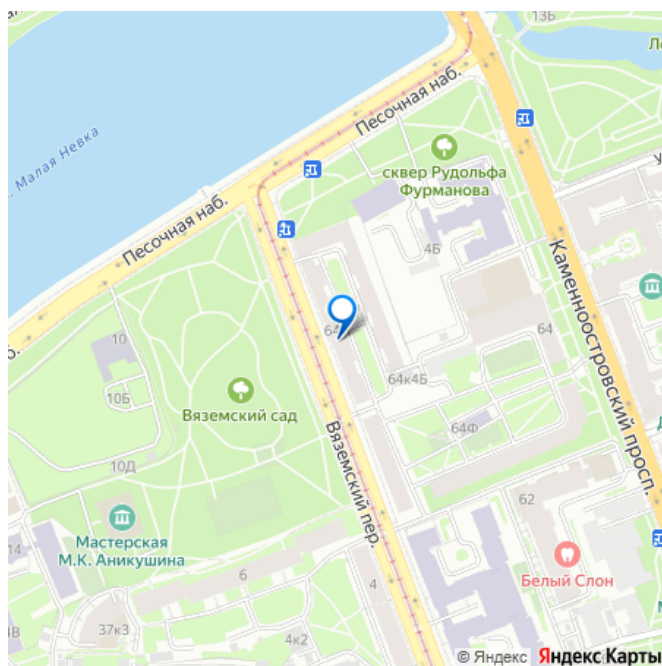 13Б
Песочная наб.
сквер Рудольфа
Фурманова
Малая Невка
Песочная наб.
4Б
Каменноостровский просп.
10
10Б
Вяземский сад
10Д
64
64к4Б
64Ф
Вяземский пер.
62
Мастерская
М.К. Аникушина
14
6
4
Белый Слон
37к3
4к2
© Яндекс Яндекс Карты